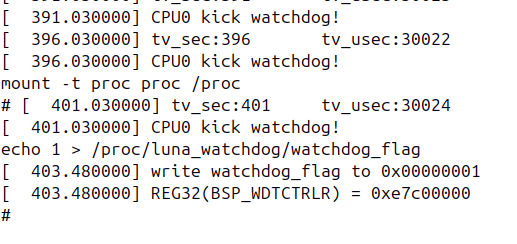 [  391.030000] CPU0 kick watchdog!
[  396.030000] tv_sec:396      tv_usec:30022
[  396.030000] CPU0 kick watchdog!
mount -t proc proc /proc
# [  401.030000] tv_sec:401      tv_usec:30024
[  401.030000] CPU0 kick watchdog!
echo 1 > /proc/luna_watchdog/watchdog_flag
[  403.480000] write watchdog_flag to 0x00000001
[  403.480000] REG32(BSP_WDTCTRLR) = 0xe7c00000
#